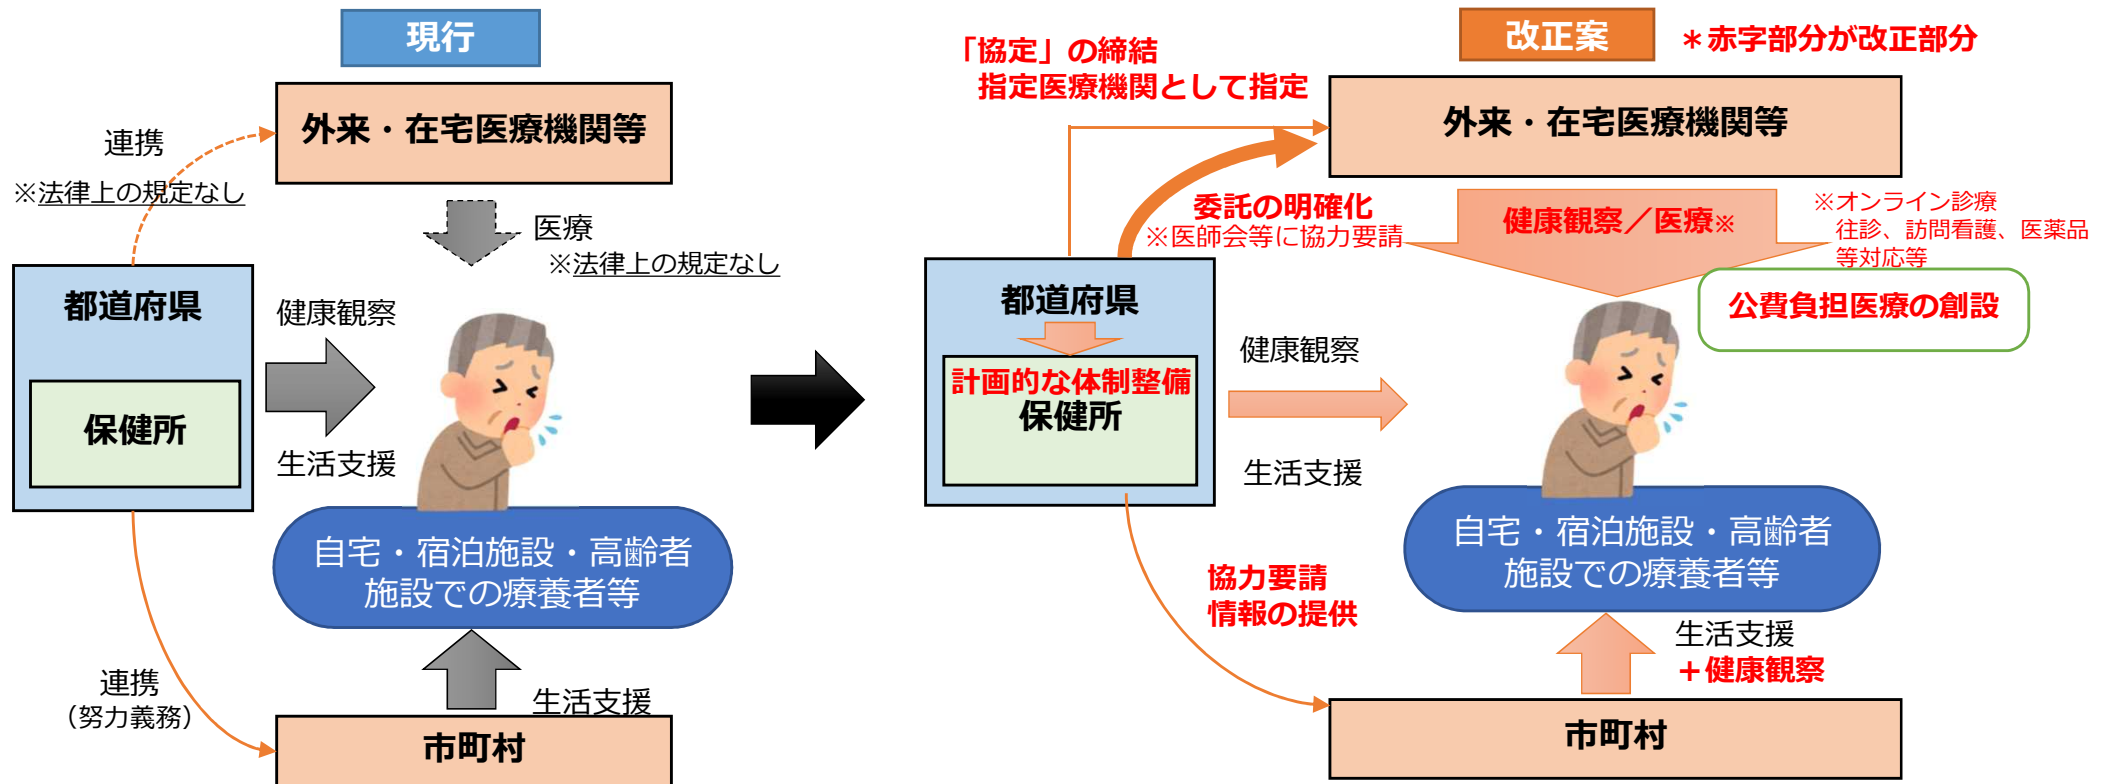 現行
外来・在宅医療機関等
連携
※法律上の規定なし
医療
※法律上の規定なし
都道府県
保健所
健康観察
生活支援
自宅・宿泊施設・高齢者
施設での療養者等
連携
（努力義務）
生活支援
市町村
改正案
＊赤字部分が改正部分
「協定」の締結
指定医療機関として指定
外来・在宅医療機関等
委託の明確化
※医師会等に協力要請
健康観察／医療※
※オンライン診療
往診、訪問看護、医薬品
等対応等
公費負担医療の創設
都道府県
計画的な体制整備
保健所
健康観察
生活支援
自宅・宿泊施設・高齢者
施設での療養者等
協力要請
情報の提供
生活支援
＋健康観察
市町村